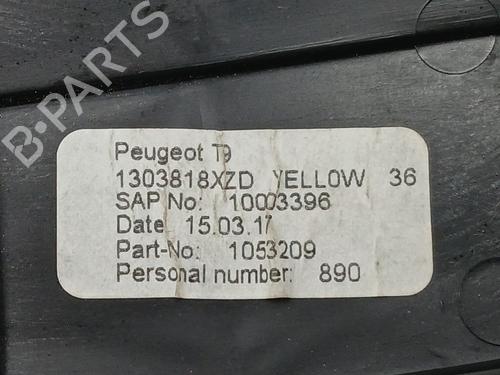 B-PARTS
Peugeot T9
1303818XZD YELLOW 36
SAP No: 10003396
Date: 15.03.17
Part-No: 1053209
Personal number: 890